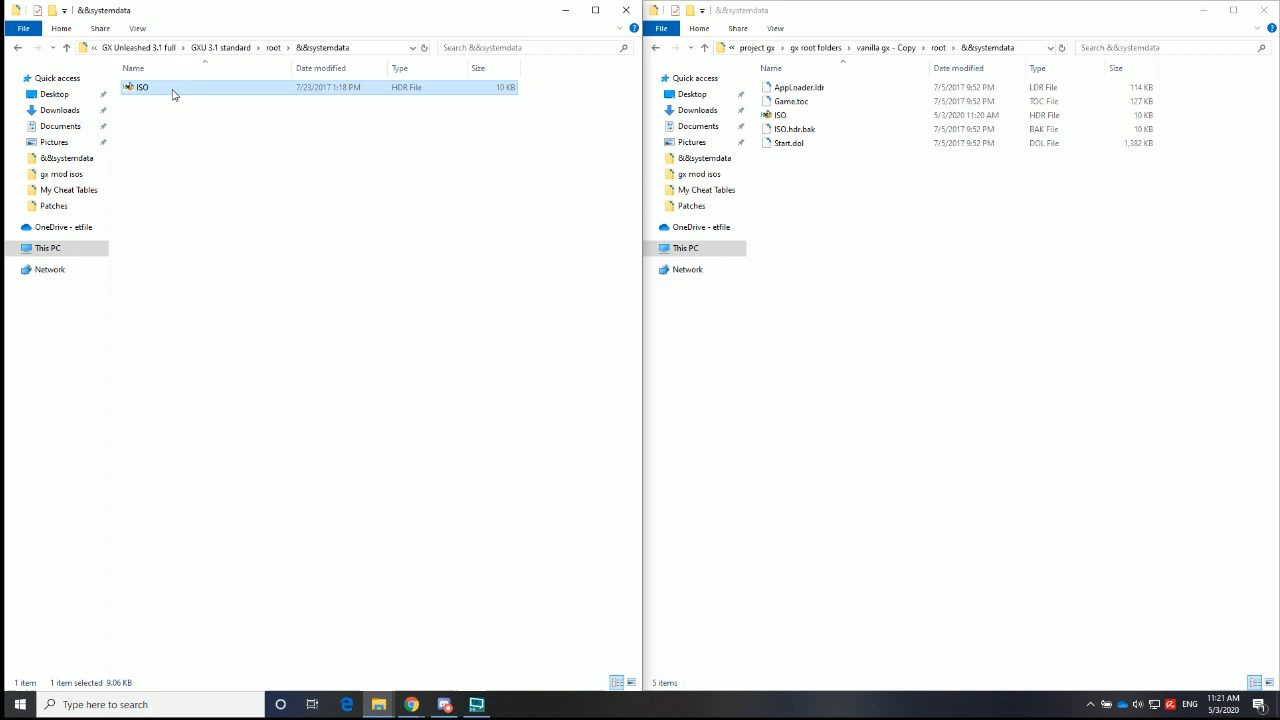 &&systemdata
File Home Share View
GX Unleashed 3.1 full GXU 3.1 standard root &&systemdata
Search &&systemdata
Name Date modified Type Size
Quick access
Desktop
Downloads
Documents
Pictures
&&systemdata
gx mod isos
My Cheat Tables
Patches
OneDrive - etfile
This PC
Network
ISO 7/23/2017 1:18 PM HDR File 10 KB
1 item 1 item selected 9.06 KB
&&systemdata
File Home Share View
project gx gx root folders vanilla gx - Copy root &&systemdata
Search &&systemdata
Name Date modified Type Size
Quick access
Desktop
Downloads
Documents
Pictures
&&systemdata
gx mod isos
My Cheat Tables
Patches
OneDrive - etfile
This PC
Network
AppLoader.ldr 7/5/2017 9:52 PM LDR File 114 KB
Game.toc 7/5/2017 9:52 PM TOC File 127 KB
ISO 5/3/2020 11:20 AM HDR File 10 KB
ISO.hdr.bak 7/5/2017 9:52 PM BAK File 10 KB
Start.dol 7/5/2017 9:52 PM DOL File 1,382 KB
5 items
Type here to search
ENG
11:21 AM
5/3/2020